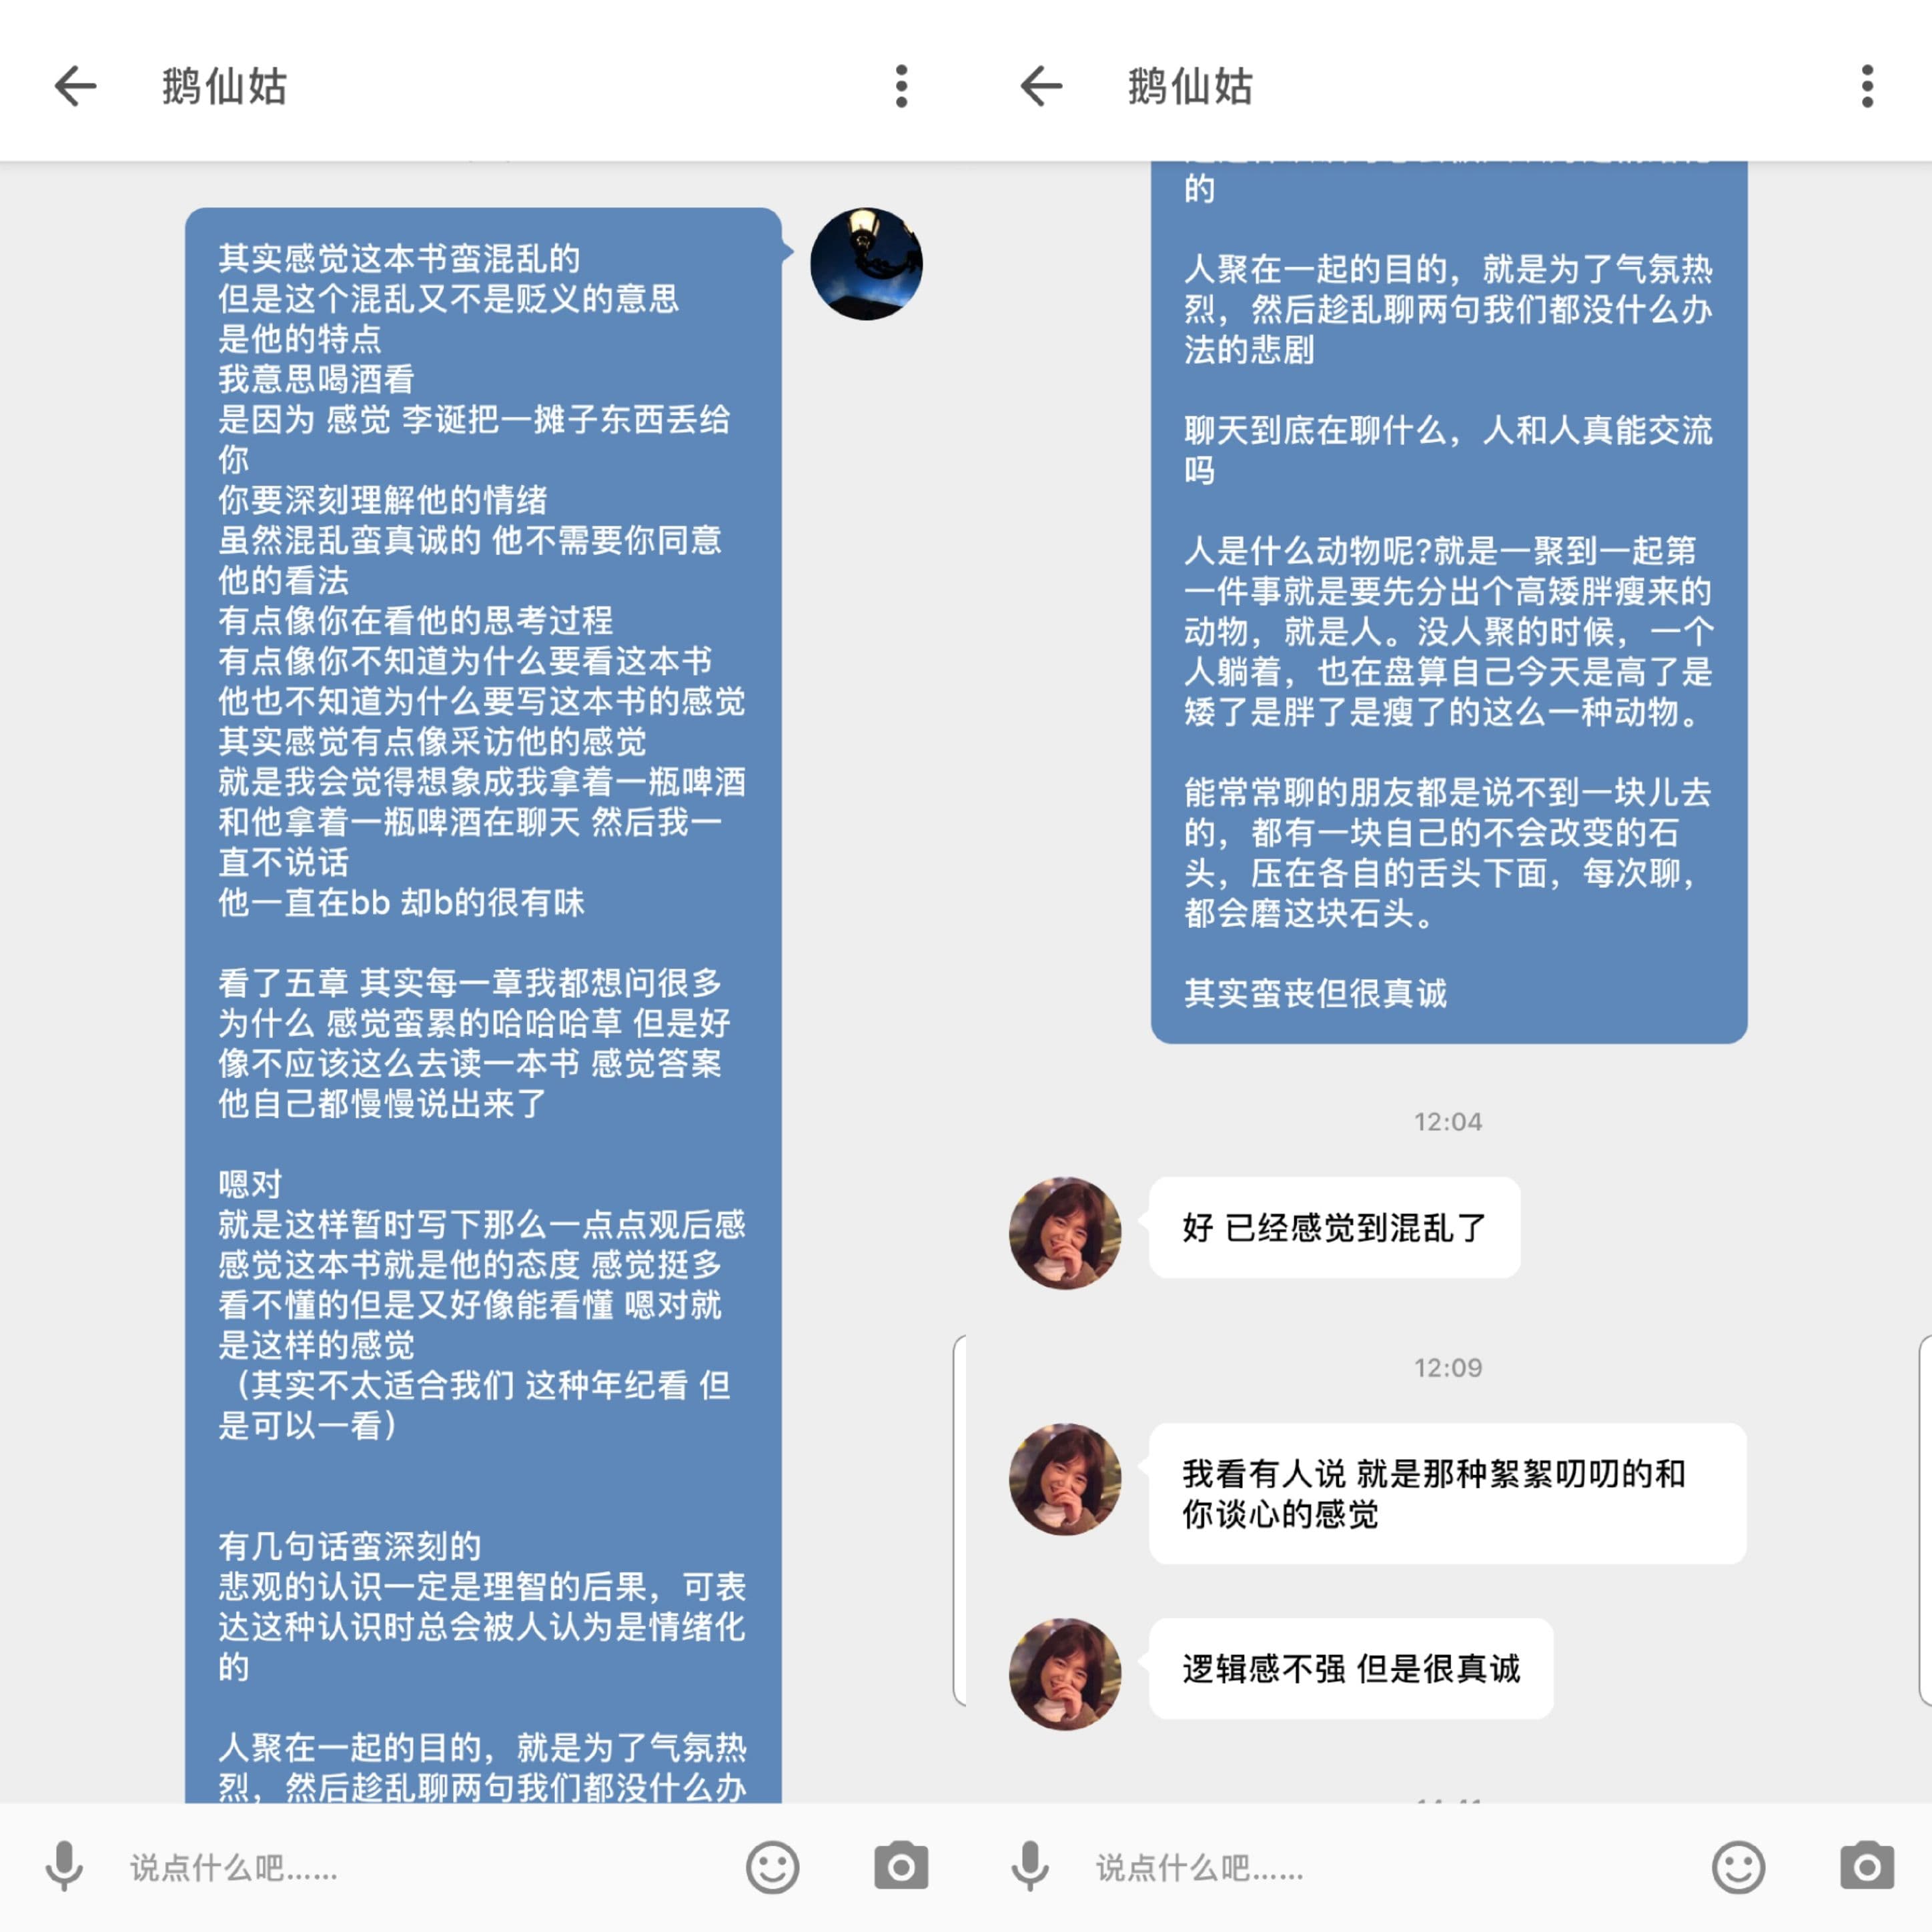 鹅仙姑
其实感觉这本书蛮混乱的
但是这个混乱又不是贬义的意思
是他的特点
我意思喝酒看
是因为 感觉 李诞把一摊子东西丢给
你
你要深刻理解他的情绪
虽然混乱蛮真诚的 他不需要你同意
他的看法
有点像你在看他的思考过程
有点像你不知道为什么要看这本书
他也不知道为什么要写这本书的感觉
其实感觉有点像采访他的感觉
就是我会觉得想象成我拿着一瓶啤酒
和他拿着一瓶啤酒在聊天 然后我一
直不说话
他一直在bb 却b的很有味
看了五章 其实每一章我都想问很多
为什么 感觉蛮累的哈哈哈草 但是好
像不应该这么去读一本书 感觉答案
他自己都慢慢说出来了
嗯对
就是这样暂时写下那么一点点观后感
感觉这本书就是他的态度 感觉挺多
看不懂的但是又好像能看懂 嗯对就
是这样的感觉
（其实不太适合我们 这种年纪看 但
是可以一看）
有几句话蛮深刻的
悲观的认识一定是理智的后果，可表
达这种认识时总会被人认为是情绪化
的
人聚在一起的目的，就是为了气氛热
烈，然后趁乱聊两句我们都没什么办
说点什么吧......
鹅仙姑
的
人聚在一起的目的，就是为了气氛热
烈，然后趁乱聊两句我们都没什么办
法的悲剧
聊天到底在聊什么，人和人真能交流
吗
人是什么动物呢?就是一聚到一起第
一件事就是要先分出个高矮胖瘦来的
动物，就是人。没人聚的时候，一个
人躺着，也在盘算自己今天是高了是
矮了是胖了是瘦了的这么一种动物。
能常常聊的朋友都是说不到一块儿去
的，都有一块自己的不会改变的石
头，压在各自的舌头下面，每次聊，
都会磨这块石头。
其实蛮丧但很真诚
12:04
好 已经感觉到混乱了
12:09
我看有人说 就是那种絮絮叨叨的和
你谈心的感觉
逻辑感不强 但是很真诚
说点什么吧......